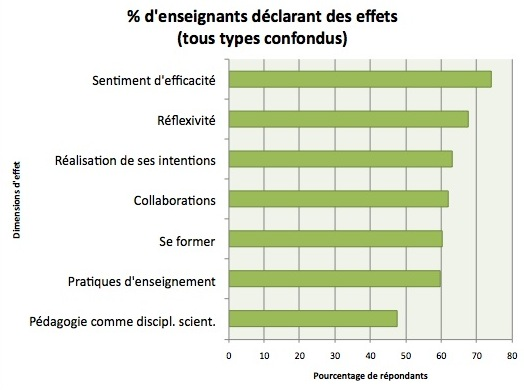 % d'enseignants déclarant des effets
(tous types confondus)
Dimensions d'effet
Sentiment d'efficacité
Réflexivité
Réalisation de ses intentions
Collaborations
Se former
Pratiques d'enseignement
Pédagogie comme discipl. scient.
0 10 20 30 40 50 60 70 80
Pourcentage de répondants